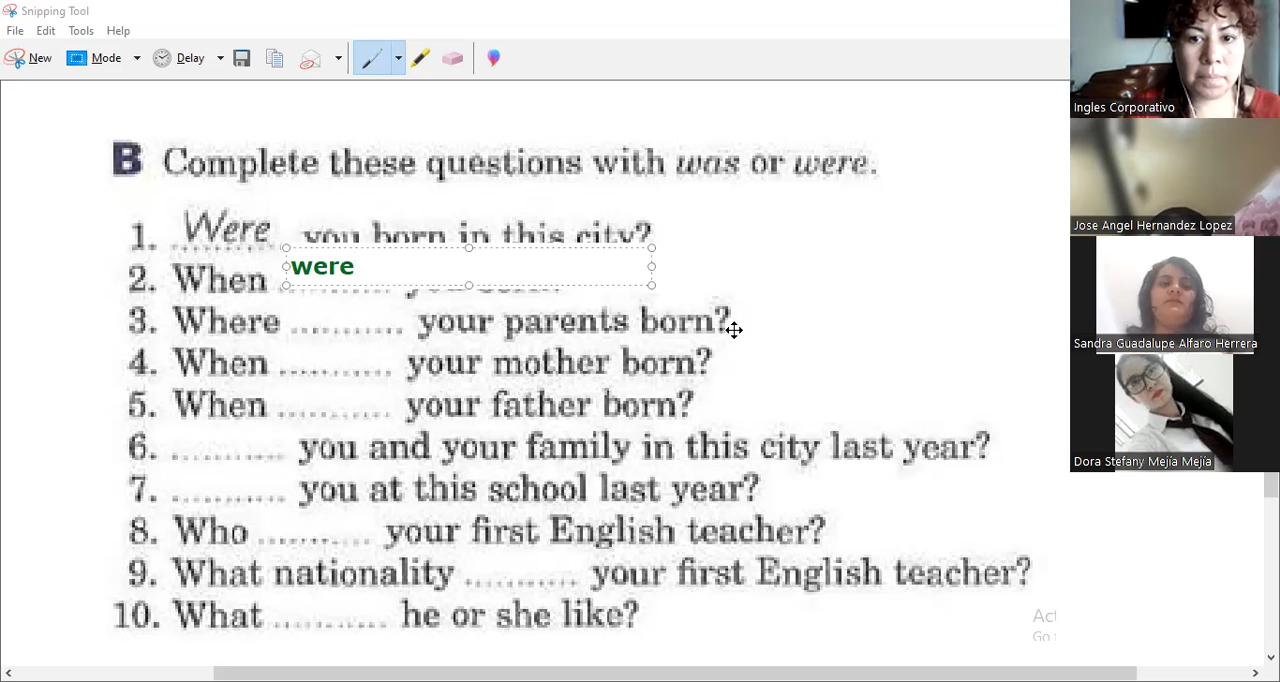 Snipping Tool
File Edit Tools Help
New Mode Delay
Ingles Corporativo
Jose Angel Hernandez Lopez
Sandra Guadalupe Alfaro Herrera
Dora Stefany Mejía Mejía
B Complete these questions with was or were.
1. Were you born in this city?
2. When were
3. Where ........... your parents born?
4. When ........... your mother born?
5. When ........... your father born?
6. ........... you and your family in this city last year?
7. ........... you at this school last year?
8. Who ........... your first English teacher?
9. What nationality ........... your first English teacher?
10. What ........... he or she like?